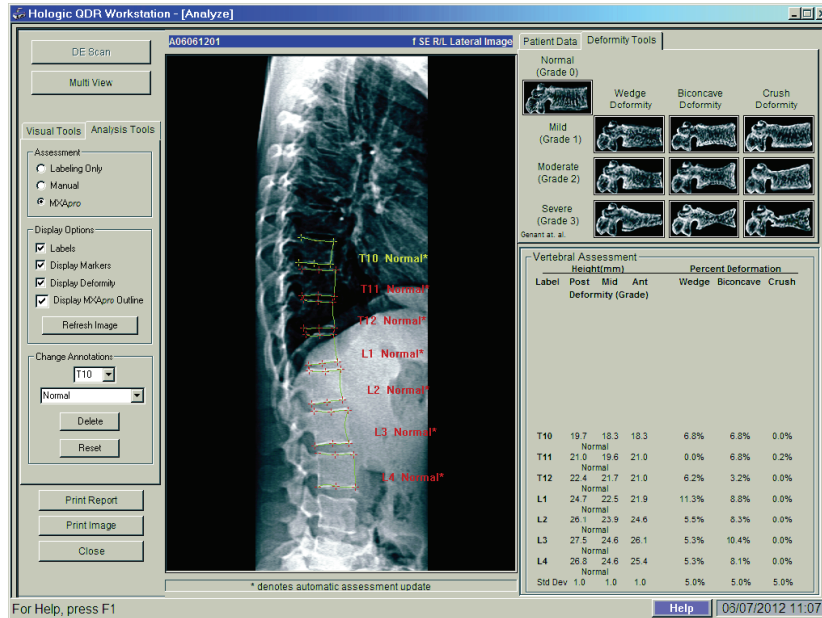 Hologic QDR Workstation - [Analyze]
DE Scan
Multi View
Visual Tools Analysis Tools
Assessment
Labeling Only
Manual
MXApro
Display Options
Labels
Display Markers
Display Deformity
Display MXApro Outline
Refresh Image
Change Annotations
T10
Normal
Delete
Reset
Print Report
Print Image
Close
A06061201 f SE R/L Lateral Image
T10 Normal*
T11 Normal*
T12 Normal*
L1 Normal*
L2 Normal*
L3 Normal*
L4 Normal*
* denotes automatic assessment update
Patient Data Deformity Tools
Normal
(Grade 0)
Wedge Deformity
Biconcave Deformity
Crush Deformity
Mild
(Grade 1)
Moderate
(Grade 2)
Severe
(Grade 3)
Genant at. al.
Vertebral Assessment
Height(mm) Percent Deformation
Label Post Mid Ant Wedge Biconcave Crush
Deformity (Grade)
T10 19.7 18.3 18.3 6.8% 6.8% 0.0%
Normal
T11 21.0 19.6 21.0 0.0% 6.8% 0.2%
Normal
T12 22.4 21.7 21.0 6.2% 3.2% 0.0%
Normal
L1 24.7 22.5 21.9 11.3% 8.8% 0.0%
Normal
L2 26.1 23.9 24.6 5.5% 8.3% 0.0%
Normal
L3 27.5 24.6 26.1 5.3% 10.4% 0.0%
Normal
L4 26.8 24.6 25.4 5.3% 8.1% 0.0%
Normal
Std Dev 1.0 1.0 1.0 5.0% 5.0% 5.0%
For Help, press F1
Help
06/07/2012 11:07